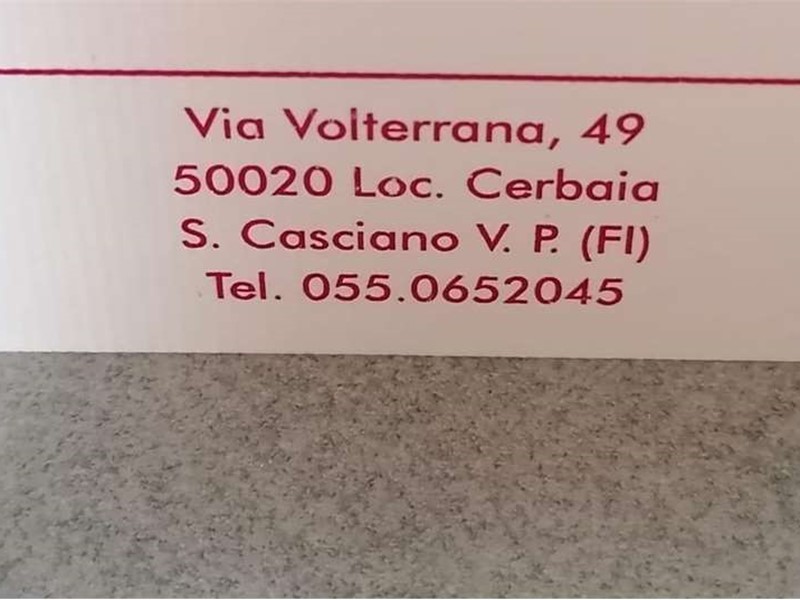 Via Volterrana, 49
50020 Loc. Cerbaia
S. Casciano V. P. (FI)
Tel. 055.0652045